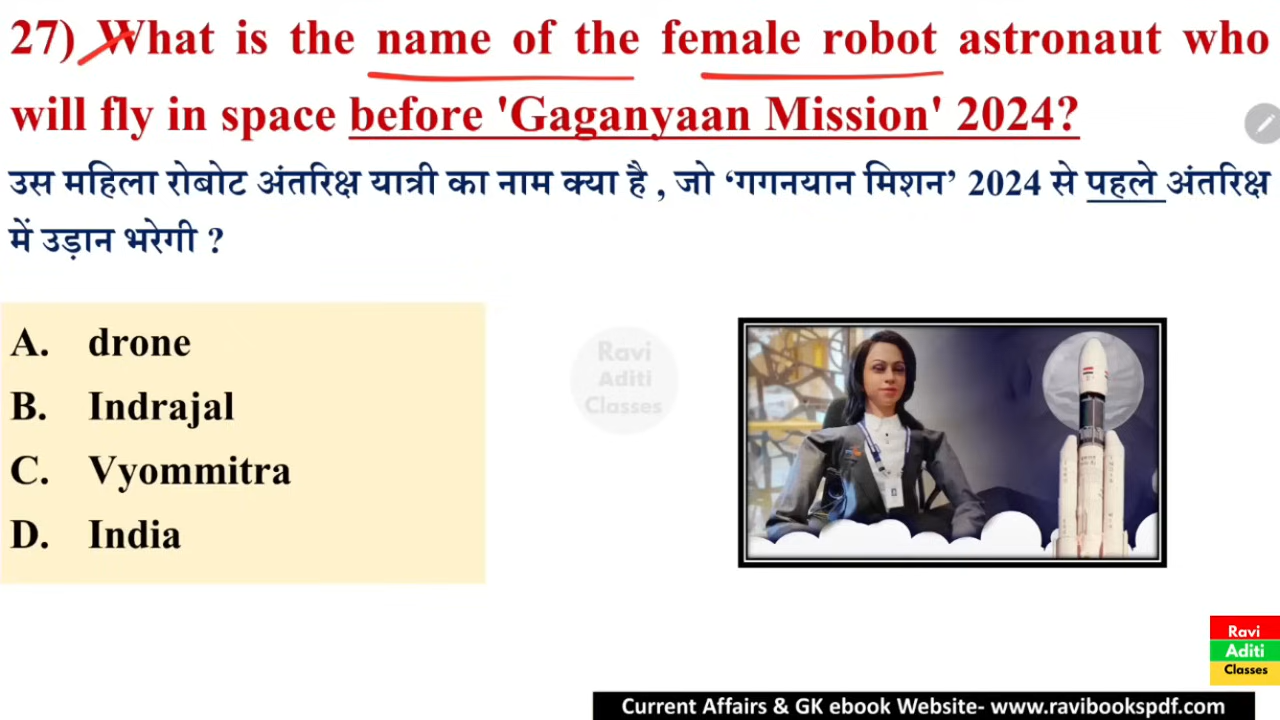 27) What is the name of the female robot astronaut who
will fly in space before 'Gaganyaan Mission' 2024?
उस महिला रोबोट अंतरिक्ष यात्री का नाम क्या है , जो ‘गगनयान मिशन’ 2024 से पहले अंतरिक्ष
में उड़ान भरेगी ?
A. drone
B. Indrajal
C. Vyommitra
D. India
Ravi
Aditi
Classes
Ravi
Aditi
Classes
Current Affairs & GK ebook Website- www.ravibookspdf.com